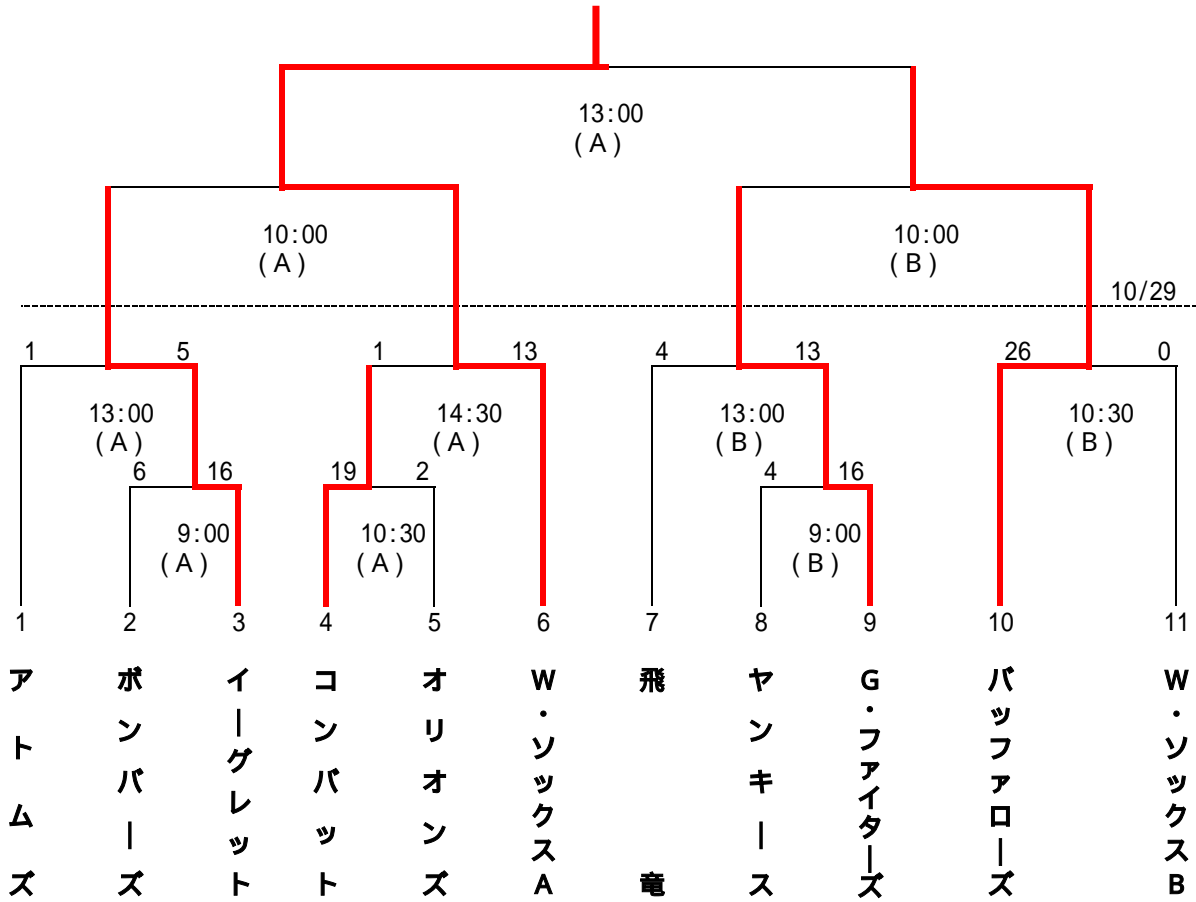 13:00
(A)
10:00
(A)
10:00
(B)
10/29
1 5 1 13 4 13 26 0
13:00 14:30 13:00 10:30
(A) (A) (B) (B)
6 16 19 2 4 16
9:00 10:30 9:00
(A) (A) (B)
1 2 3 4 5 6 7 8 9 10 11
アトムズ
ボンバーズ
イーグレット
コンバット
オリオンズ
W・ソックスA
飛竜
ヤンキース
G・ファイターズ
バッファローズ
W・ソックスB